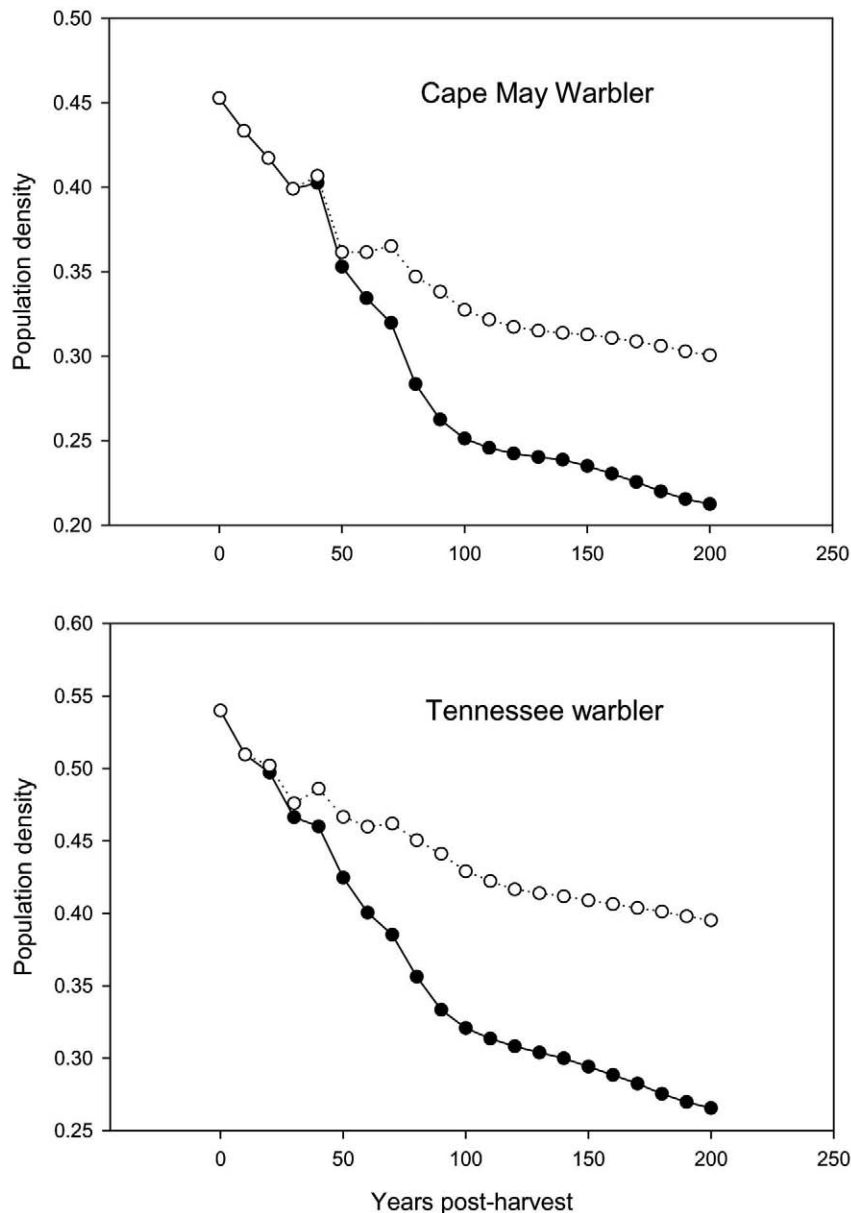 0.50
Cape May Warbler
0.45
0.40
Population density
0.35
0.30
0.25
0.20
0 50 100 150 200 250
0.60
Tennessee warbler
0.55
0.50
0.45
Population density
0.40
0.35
0.30
0.25
0 50 100 150 200 250
Years post-harvest